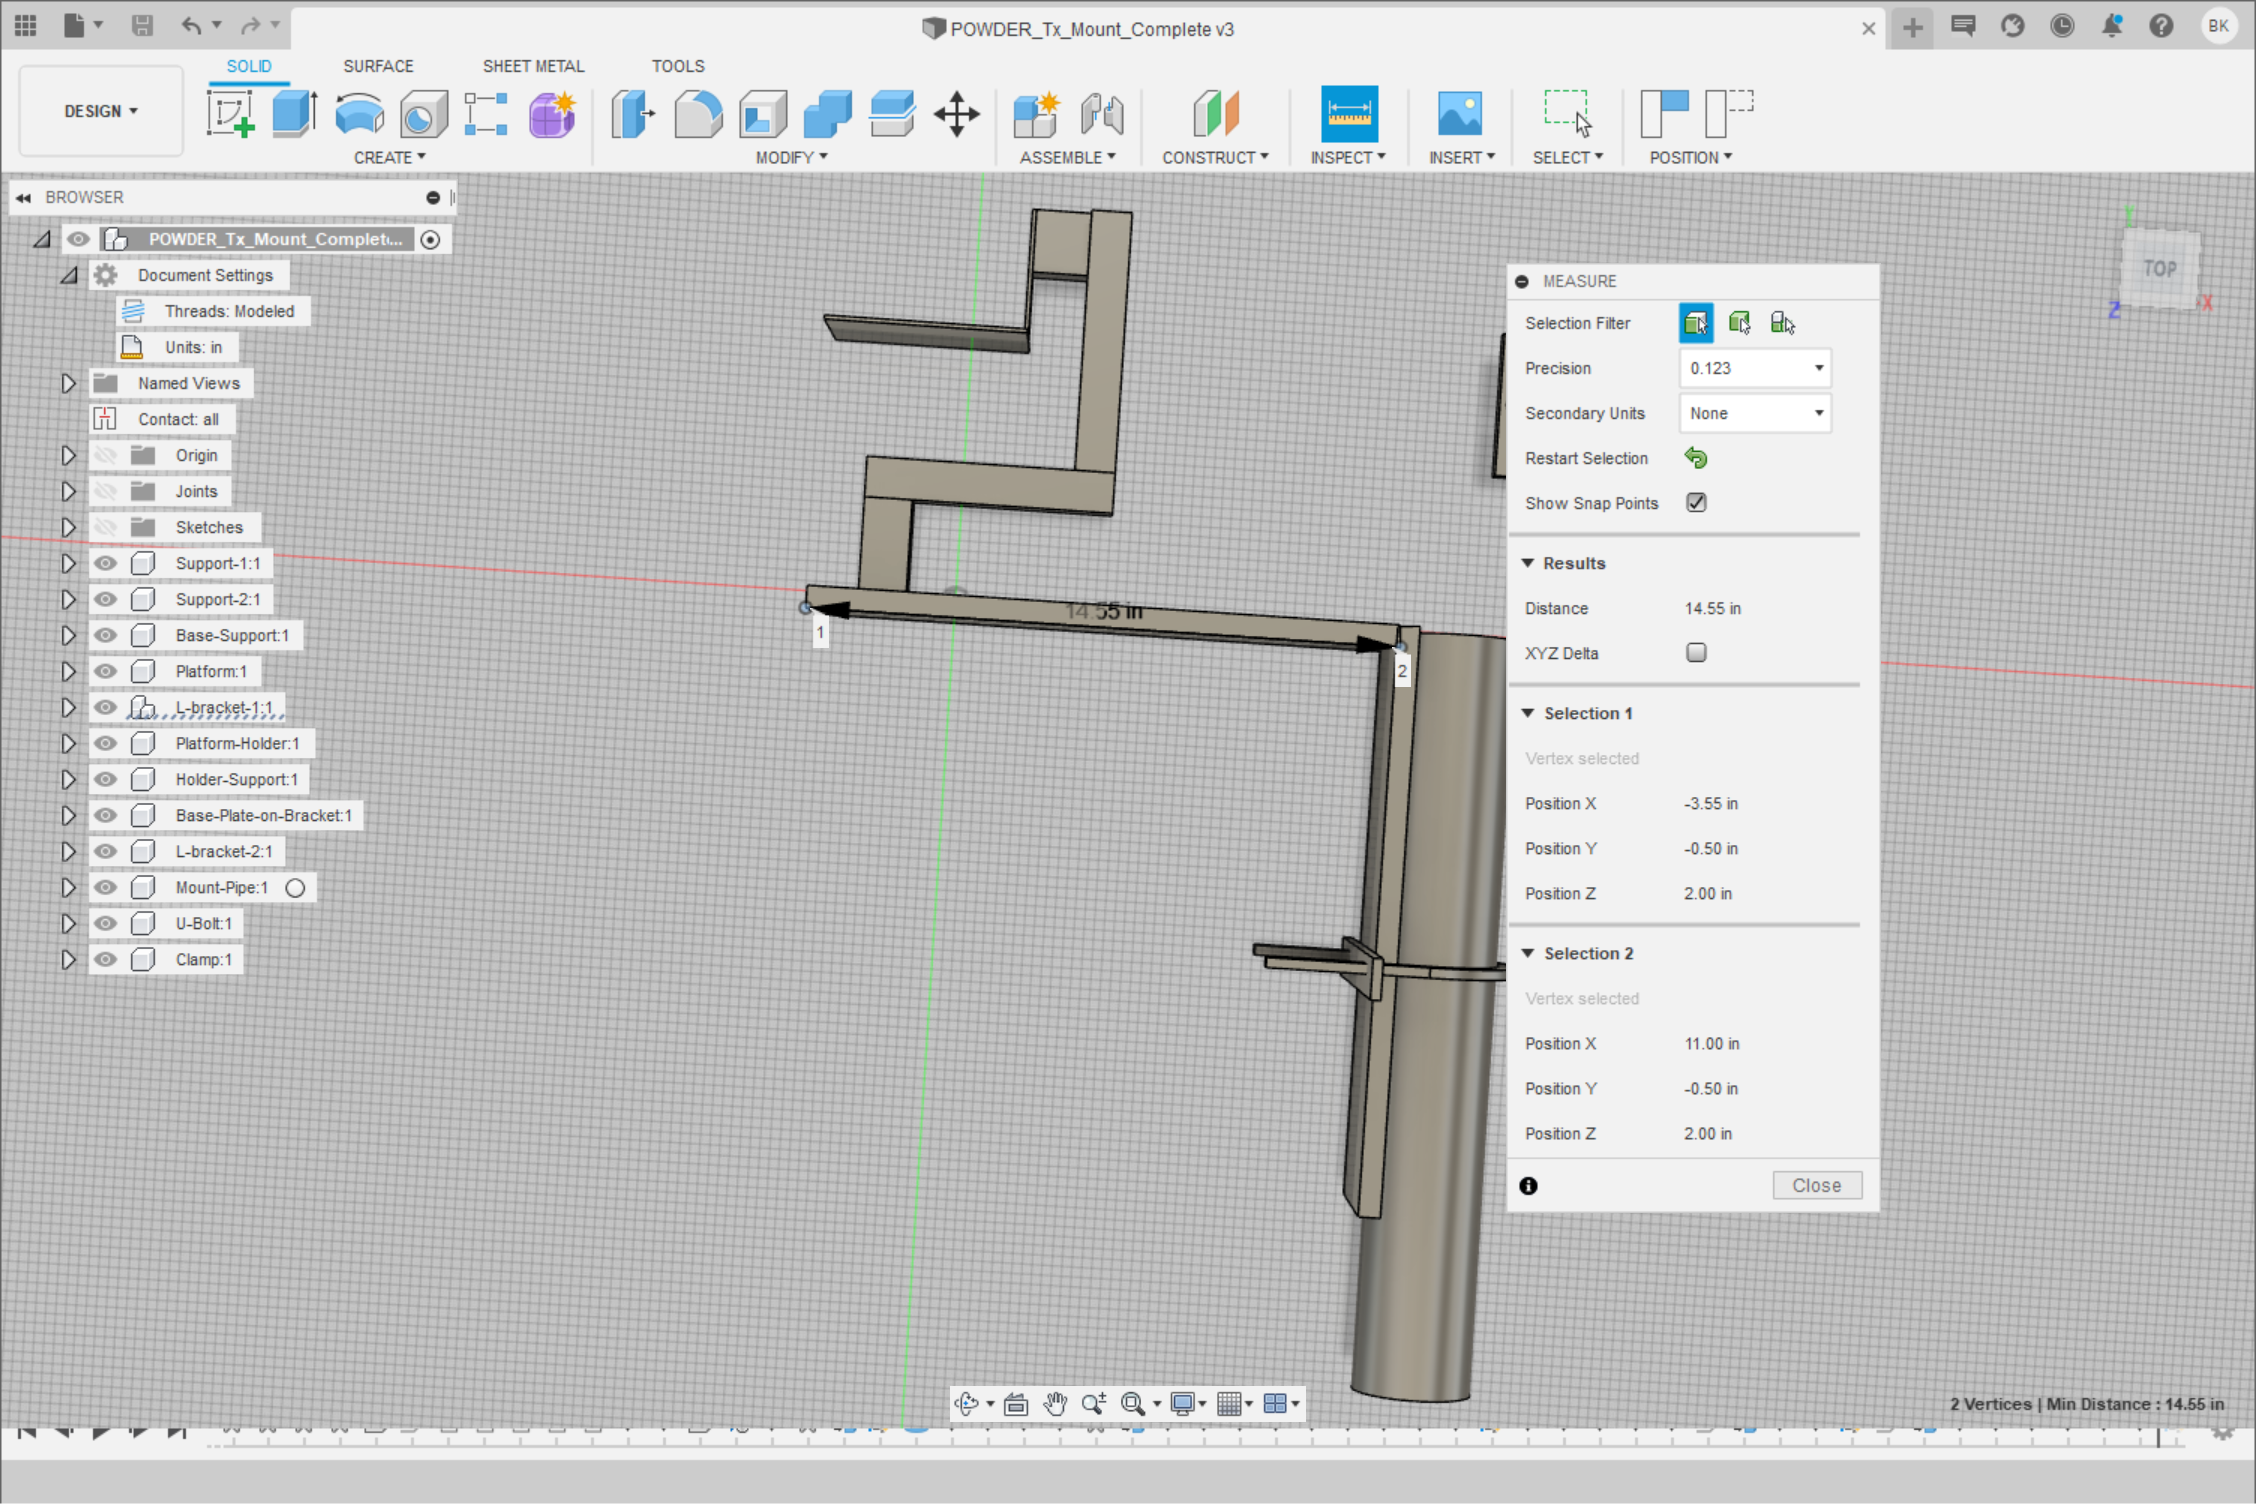 POWDER_Tx_Mount_Complete v3
BK
SOLID SURFACE SHEET METAL TOOLS
DESIGN
CREATE MODIFY ASSEMBLE CONSTRUCT INSPECT INSERT SELECT POSITION
BROWSER
POWDER_Tx_Mount_Complet...
Document Settings
Threads: Modeled
Units: in
Named Views
Contact: all
Origin
Joints
Sketches
Support-1:1
Support-2:1
Base-Support:1
Platform:1
L-bracket-1:1
Platform-Holder:1
Holder-Support:1
Base-Plate-on-Bracket:1
L-bracket-2:1
Mount-Pipe:1
U-Bolt:1
Clamp:1
14.55 in
1
2
Y
TOP
Z
X
MEASURE
Selection Filter
Precision 0.123
Secondary Units None
Restart Selection
Show Snap Points
Results
Distance 14.55 in
XYZ Delta
Selection 1
Vertex selected
Position X -3.55 in
Position Y -0.50 in
Position Z 2.00 in
Selection 2
Vertex selected
Position X 11.00 in
Position Y -0.50 in
Position Z 2.00 in
Close
2 Vertices | Min Distance : 14.55 in